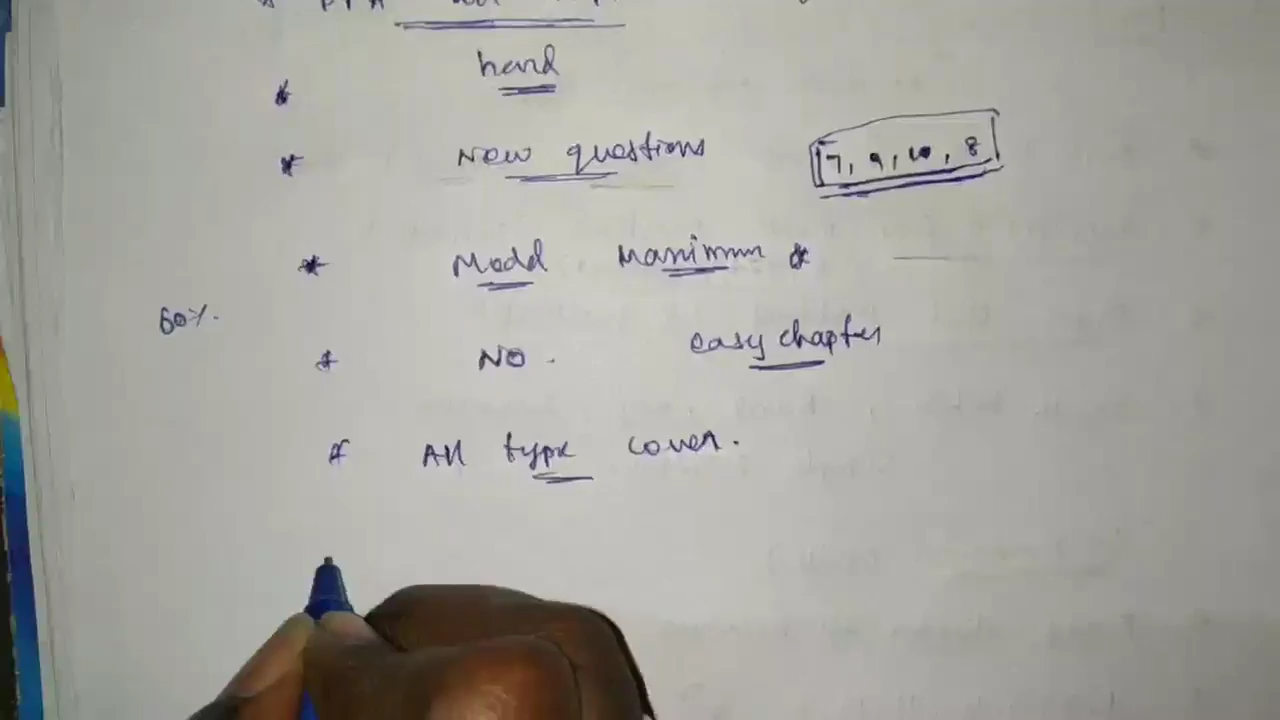 * hard
* New questions 7, 9, 10, 8
* Model Maximum *
60%.
* NO. easy chapter
* All type cover.